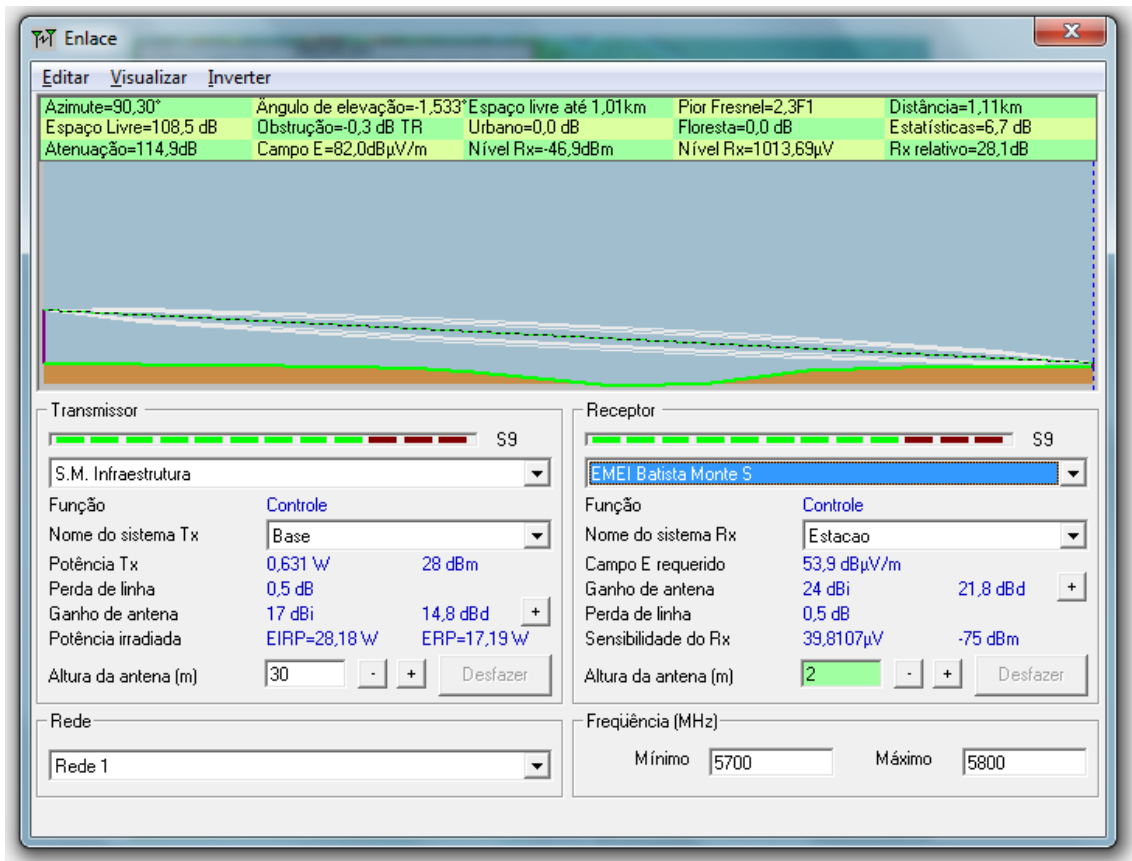 Enlace
Editar Visualizar Inverter
Azimute=90,30° Ângulo de elevação=-1,533° Espaço livre até 1,01km Pior Fresnel=2,3F1 Distância=1,11km
Espaço Livre=108,5 dB Obstrução=-0,3 dB TR Urbano=0,0 dB Floresta=0,0 dB Estatísticas=6,7 dB
Atenuação=114,9dB Campo E=82,0dBµV/m Nível Rx=-46,9dBm Nível Rx=1013,69µV Rx relativo=28,1dB
Transmissor
S9
S.M. Infraestrutura
Função Controle
Nome do sistema Tx Base
Potência Tx 0,631 W 28 dBm
Perda de linha 0,5 dB
Ganho de antena 17 dBi 14,8 dBd +
Potência irradiada EIRP=28,18 W ERP=17,19 W
Altura da antena (m) 30 - + Desfazer
Receptor
S9
EMEI Batista Monte S
Função Controle
Nome do sistema Rx Estacao
Campo E requerido 53,9 dBµV/m
Ganho de antena 24 dBi 21,8 dBd +
Perda de linha 0,5 dB
Sensibilidade do Rx 39,8107µV -75 dBm
Altura da antena (m) 2 - + Desfazer
Rede
Rede 1
Freqüência (MHz)
Mínimo 5700 Máximo 5800